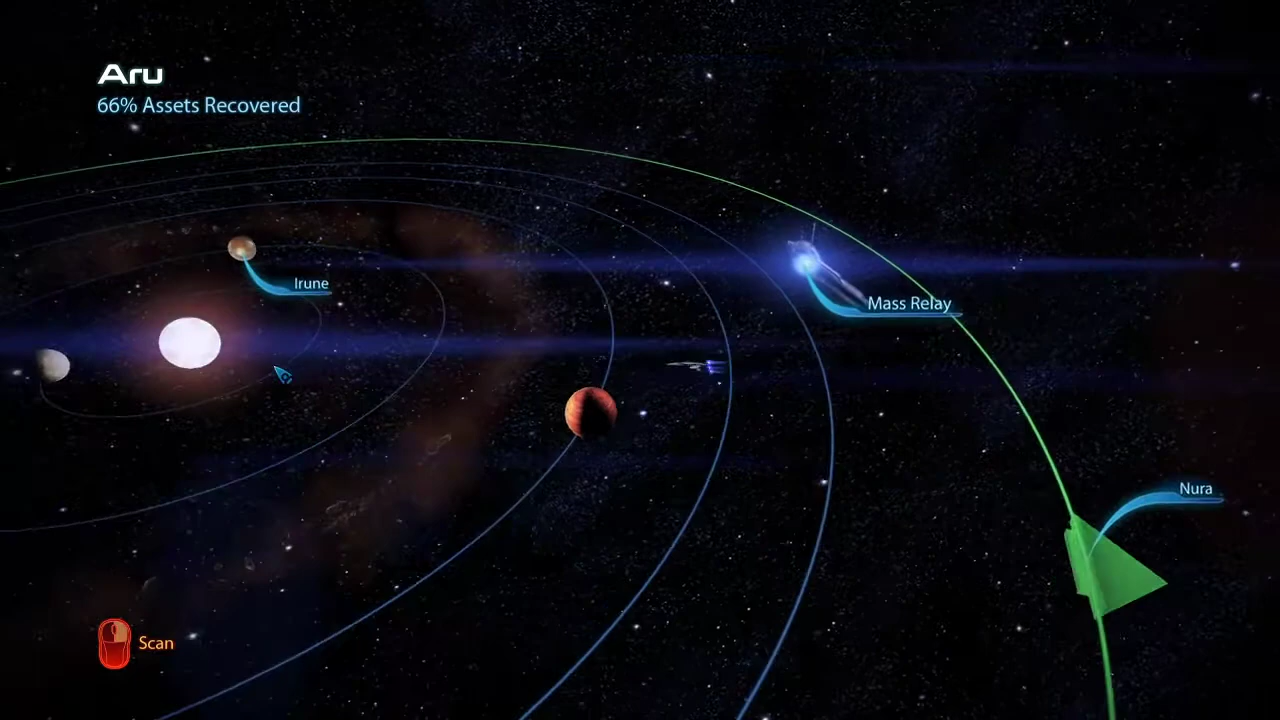 Aru
66% Assets Recovered
Irune
Mass Relay
Nura
Scan